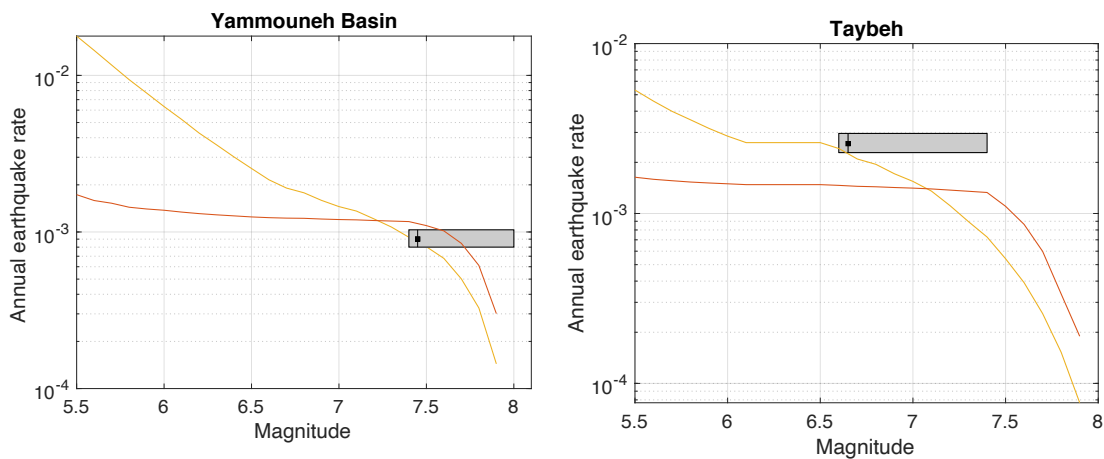 Yammouneh Basin
Annual earthquake rate
10-2
10-3
10-4
5.5 6 6.5 7 7.5 8
Magnitude
Taybeh
Annual earthquake rate
10-2
10-3
10-4
5.5 6 6.5 7 7.5 8
Magnitude